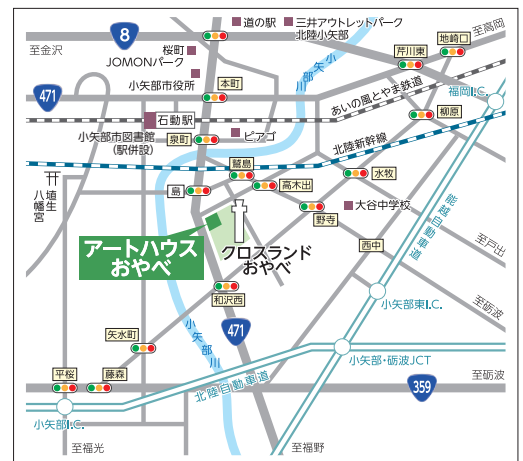 道の駅
三井アウトレットパーク
北陸小矢部
地崎口
至高岡
8
至金沢
桜町
JOMONパーク
小矢部川
芹川東
小矢部市役所
福岡I.C.
471
本町
あいの風とやま鉄道
柳原
石動駅
小矢部市図書館
(駅併設)
泉町
ピアゴ
北陸新幹線
鷲島
水牧
埴生
八幡宮
島
高木出
大谷中学校
能越自動車道
野寺
アートハウス
おやべ
クロスランド
おやべ
西中
至戸出
和沢西
小矢部東I.C.
至砺波
小矢部川
471
矢水町
小矢部・砺波JCT
平桜
藤森
北陸自動車道
至砺波
359
小矢部I.C.
至福光
至福野